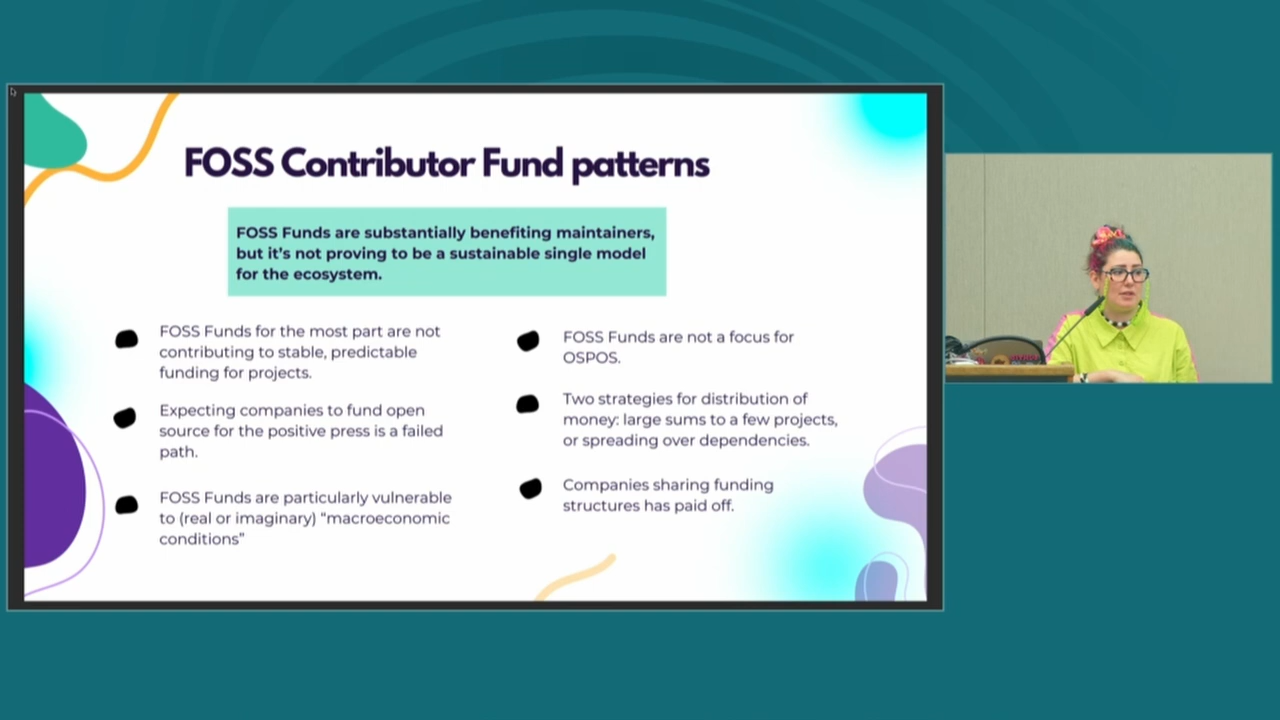 FOSS Contributor Fund patterns
FOSS Funds are substantially benefiting maintainers,
but it's not proving to be a sustainable single model
for the ecosystem.
FOSS Funds for the most part are not
contributing to stable, predictable
funding for projects.
Expecting companies to fund open
source for the positive press is a failed
path.
FOSS Funds are particularly vulnerable
to (real or imaginary) “macroeconomic
conditions”
FOSS Funds are not a focus for
OSPOS.
Two strategies for distribution of
money: large sums to a few projects,
or spreading over dependencies.
Companies sharing funding
structures has paid off.